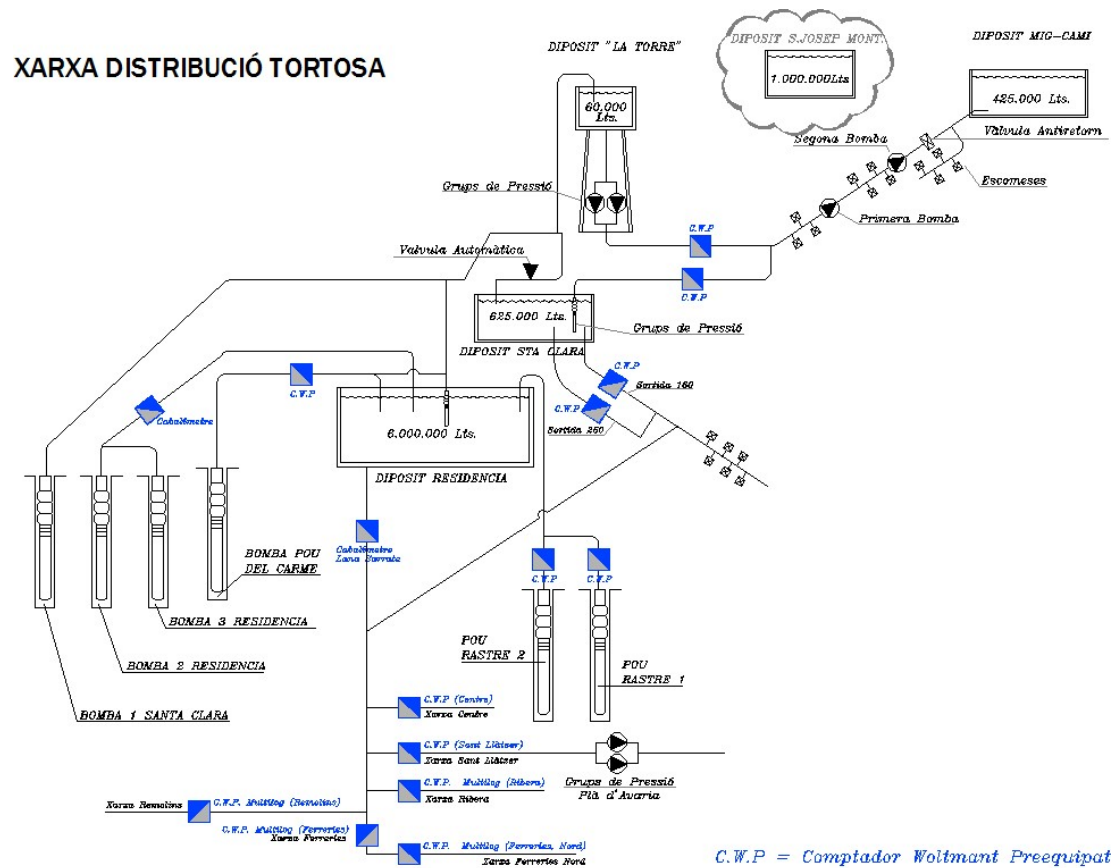 XARXA DISTRIBUCIÓ TORTOSA
DIPOSIT "LA TORRE"
DIPOSIT S.JOSEP MONT.
DIPOSIT MIG-CAMI
1.000.000Lts
60.000
Lts.
425.000 Lts.
Vàlvula Antiretorn
Segona Bomba
Escomeses
Grups de Pressió
Primera Bomba
C.W.P
Valvula Automàtica
C.W.P
625.000 Lts.
Grups de Pressió
DIPOSIT STA CLARA
C.W.P
Sortida 160
C.W.P
C.W.P
Sortida 250
Cabalímetre
6.000.000 Lts.
DIPOSIT RESIDENCIA
Cabalímetre
BOMBA POU
DEL CARME
C.W.P
C.W.P
BOMBA 3 RESIDENCIA
POU
RASTRE 2
BOMBA 2 RESIDENCIA
POU
RASTRE 1
C.W.P (Centre)
Xarxa Centre
BOMBA 1 SANTA CLARA
C.W.P (Sant Llàtzer)
Xarxa Sant Llàtzer
Grups de Pressió
Plà d'Avaria
C.W.P. Multilog (Ribera)
Xarxa Ribera
Xarxa Remolins
C.W.P. Multilog (Remolins)
C.W.P. Multilog (Ferreries)
Xarxa Ferreries
C.W.P. Multilog (Ferreries, Nord)
Xarxa Ferreries Nord
C.W.P = Comptador Woltmant Preequipat